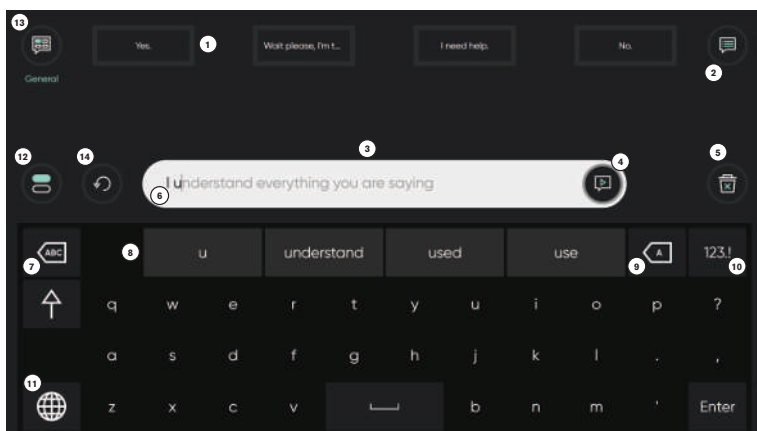 13
1
Yes.
Wait please, I'm t...
I need help.
No.
General
2
12
14
3
4
5
6
I understand everything you are saying
7
ABC
8
u
understand
used
use
9
A
123.!
10
q w e r t y u i o p ?
a s d f g h j k l . ,
11
z x c v b n m ' Enter